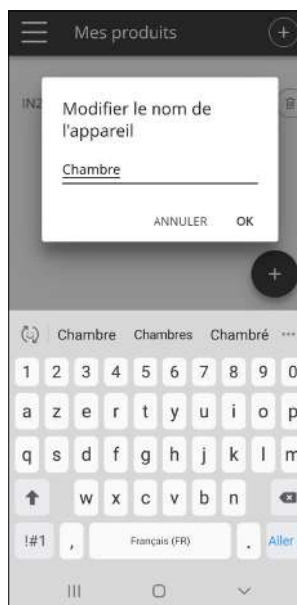 Mes produits
IN2
Modifier le nom de
l'appareil
Chambre
ANNULER OK
Chambre Chambres Chambré
1 2 3 4 5 6 7 8 9 0
a z e r t y u i o p
q s d f g h j k l m
w x c v b n
!#1 , Français (FR) . Aller